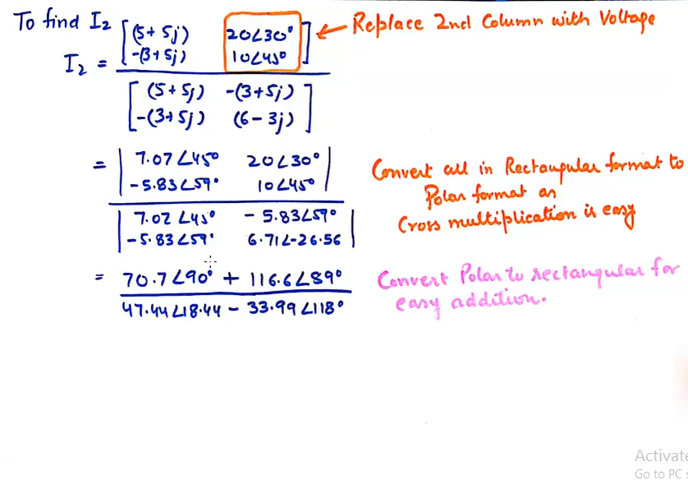 To find I₂
[(5+5j) 20∠30°] ← Replace 2nd Column with Voltage
-(3+5j) 10∠45°
I₂ =
[(5+5j) -(3+5j)]
[-(3+5j) (6-3j)]
= |7.07∠45° 20∠30°|
|-5.83∠59° 10∠45°|
|7.07∠45° -5.83∠59°|
|-5.83∠59° 6.71∠-26.56|
Convert all in Rectangular format to
Polar format as
Cross multiplication is easy
= 70.7∠90° + 116.6∠89°
47.44∠18.44 - 33.99∠118°
Convert Polar to rectangular for
easy addition.
Activate
Go to PC s